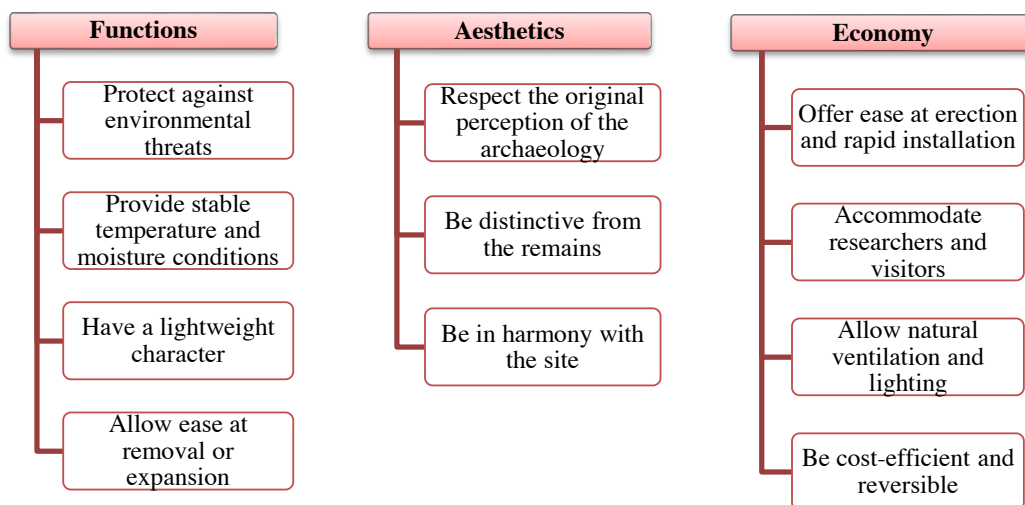 Functions
Protect against
environmental
threats
Provide stable
temperature and
moisture conditions
Have a lightweight
character
Allow ease at
removal or
expansion
Aesthetics
Respect the original
perception of the
archaeology
Be distinctive from
the remains
Be in harmony with
the site
Economy
Offer ease at erection
and rapid installation
Accommodate
researchers and
visitors
Allow natural
ventilation and
lighting
Be cost-efficient and
reversible